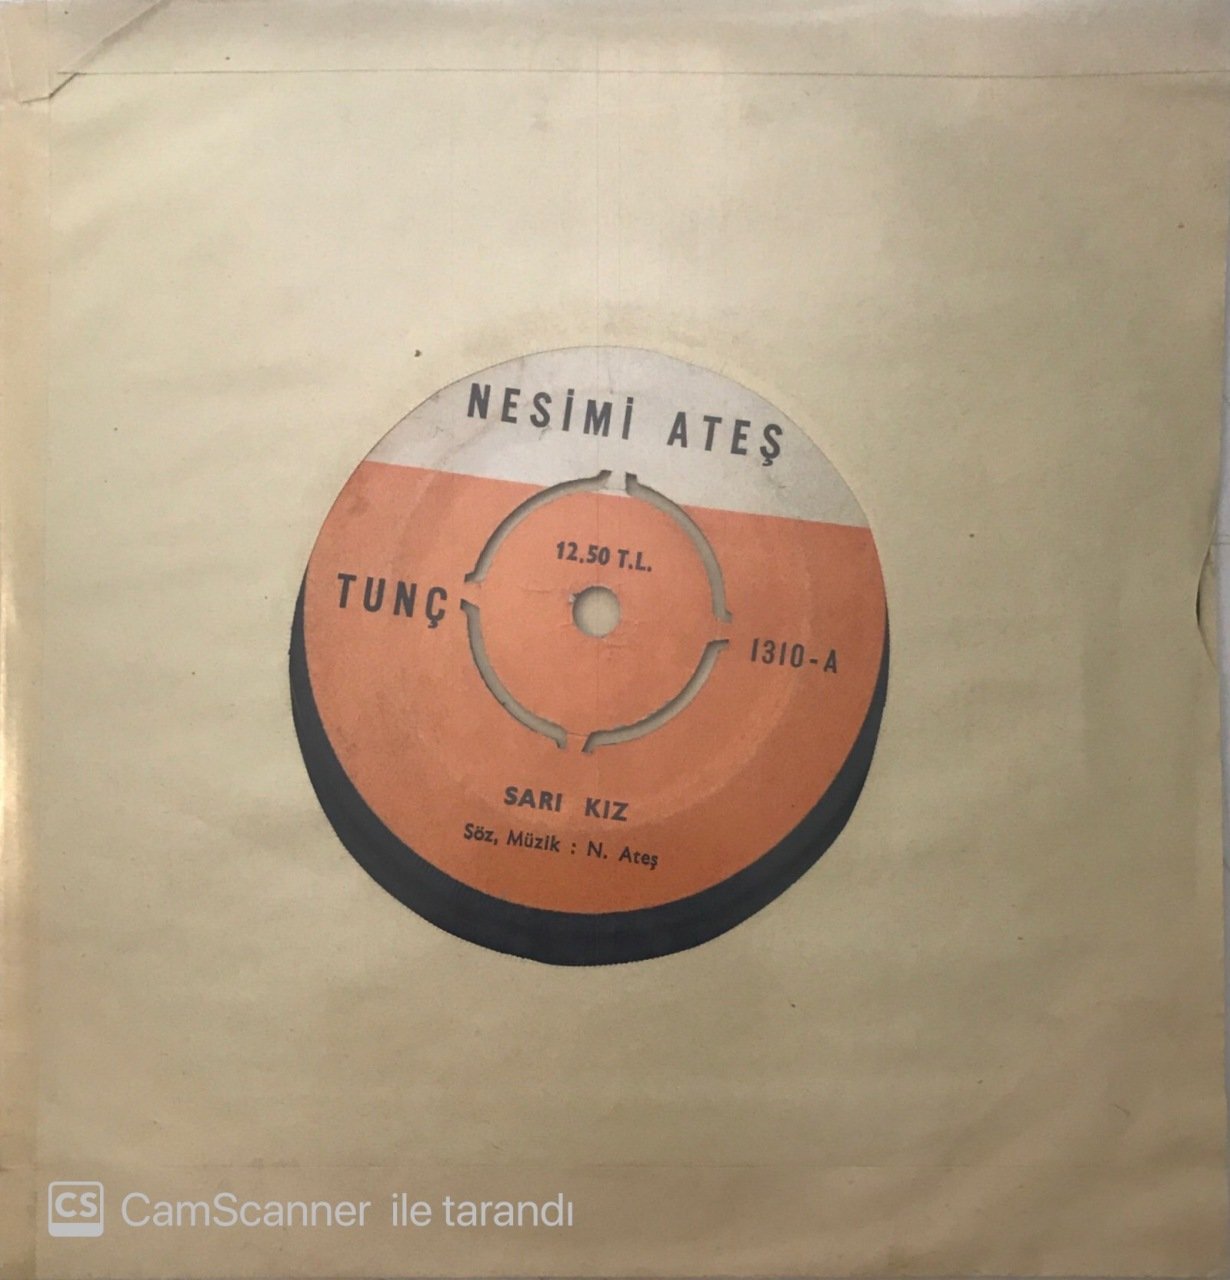 NESİMİ ATEŞ
12.50 T.L.
TUNÇ
1310-A
SARI KIZ
Söz, Müzik : N. Ateş
CS CamScanner ile tarandı